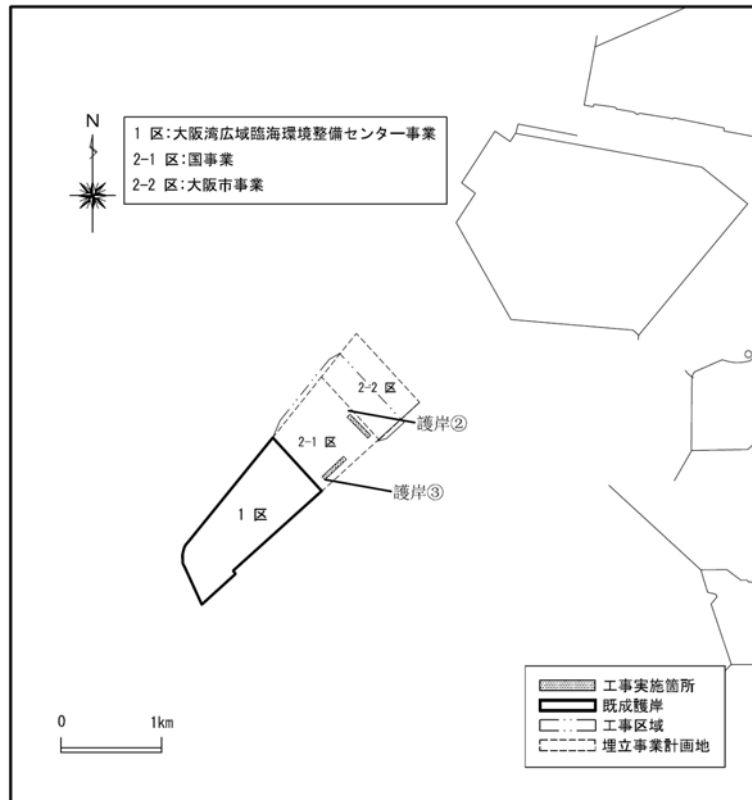 N
1 区:大阪湾広域臨海環境整備センター事業
2-1 区:国事業
2-2 区:大阪市事業
2-2 区
護岸②
2-1 区
護岸③
1 区
工事実施箇所
既成護岸
工事区域
埋立事業計画地
0 1km